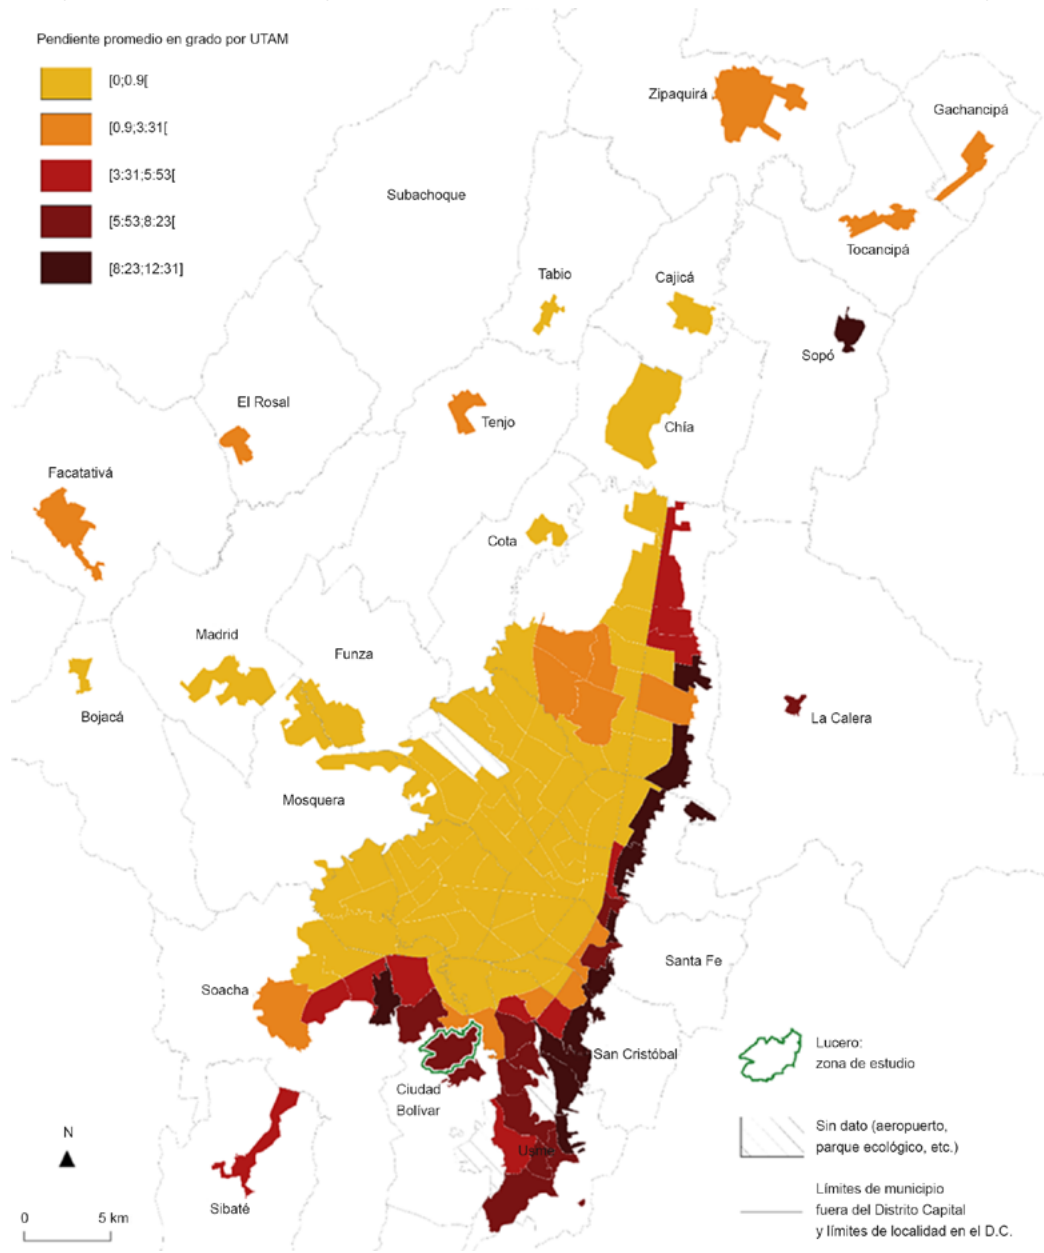 Pendiente promedio en grado por UTAM
[0;0.9[
[0.9;3:31[
[3:31;5:53[
[5:53;8:23[
[8:23;12:31]
Zipaquirá
Gachancipá
Subachoque
Tocancipá
Tabio
Cajicá
Sopó
El Rosal
Tenjo
Chía
Facatativá
Cota
Madrid
Funza
Bojacá
La Calera
Mosquera
Santa Fe
Soacha
San Cristóbal
Ciudad
Bolívar
Usme
Sibaté
Lucero:
zona de estudio
Sin dato (aeropuerto,
parque ecológico, etc.)
Límites de municipio
fuera del Distrito Capital
y límites de localidad en el D.C.
N
0 5 km